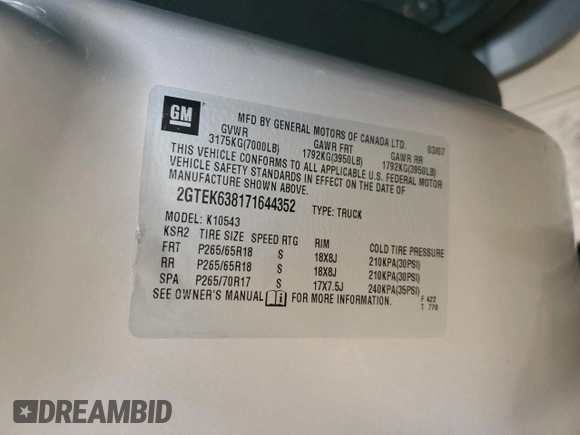 GM
MFD BY GENERAL MOTORS OF CANADA LTD. 03/07
GVWR GAWR FRT GAWR RR
3175KG(7000LB) 1792KG(3950LB) 1792KG(3950LB)
THIS VEHICLE CONFORMS TO ALL APPLICABLE U.S. FEDERAL MOTOR
VEHICLE SAFETY STANDARDS IN EFFECT ON THE DATE OF
MANUFACTURE SHOWN ABOVE.
2GTEK638171644352 TYPE: TRUCK
MODEL: K10543
KSR2 TIRE SIZE SPEED RTG RIM COLD TIRE PRESSURE
FRT P265/65R18 S 18X8J 210KPA(30PSI)
RR P265/65R18 S 18X8J 210KPA(30PSI)
SPA P265/70R17 S 17X7.5J 240KPA(35PSI)
SEE OWNER'S MANUAL FOR MORE INFORMATION. F 422
T 770
DREAMBID